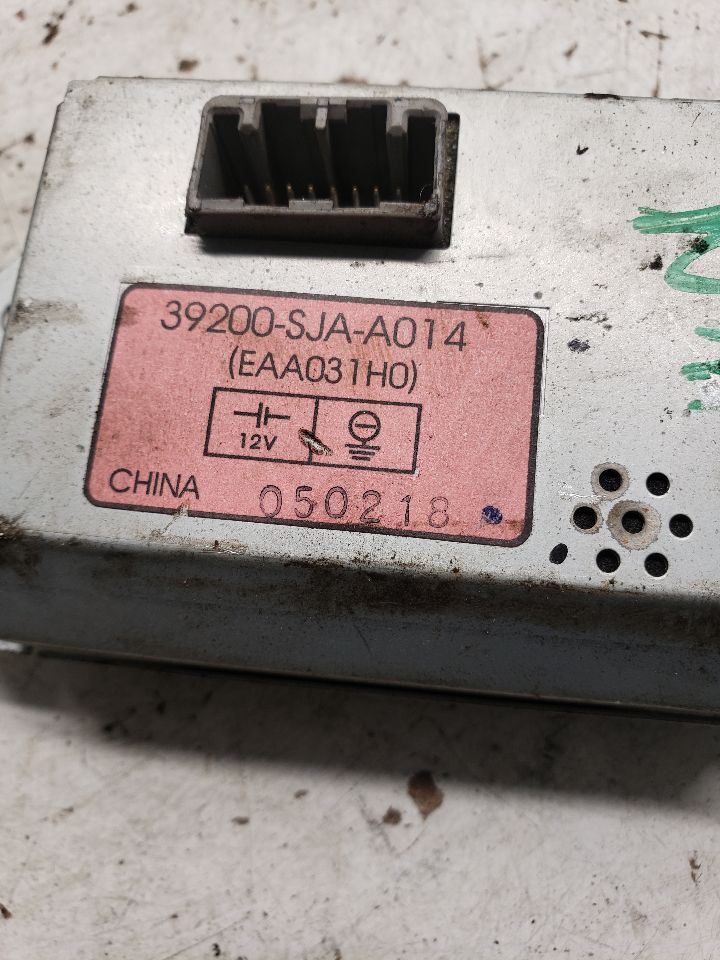 39200-SJA-A014
(EAA031H0)
12V
CHINA 050218